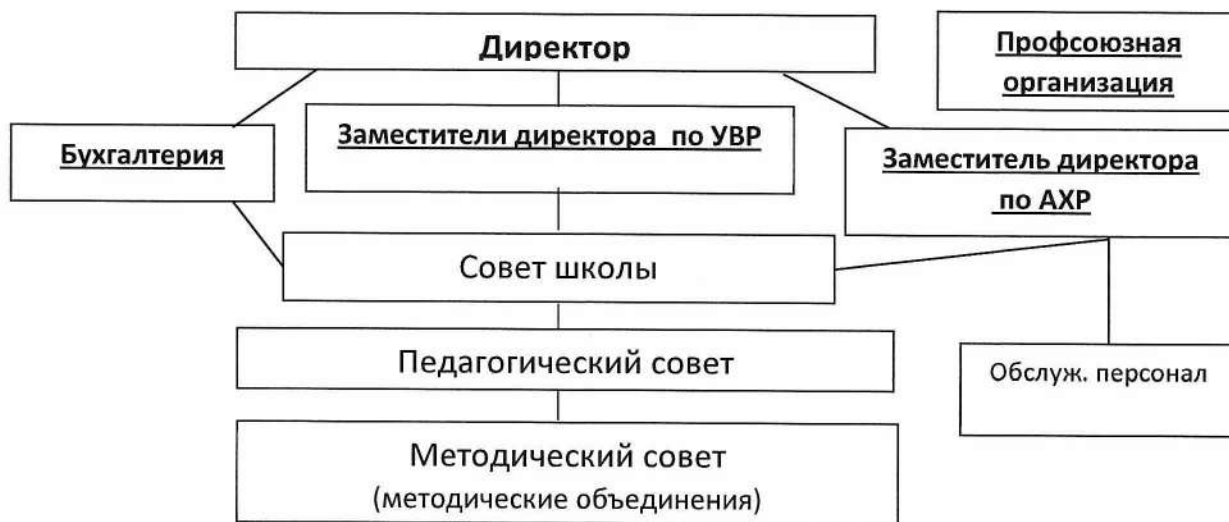 Директор
Профсоюзная
организация
Бухгалтерия
Заместители директора по УВР
Заместитель директора
по АХР
Совет школы
Педагогический совет
Обслуж. персонал
Методический совет
(методические объединения)